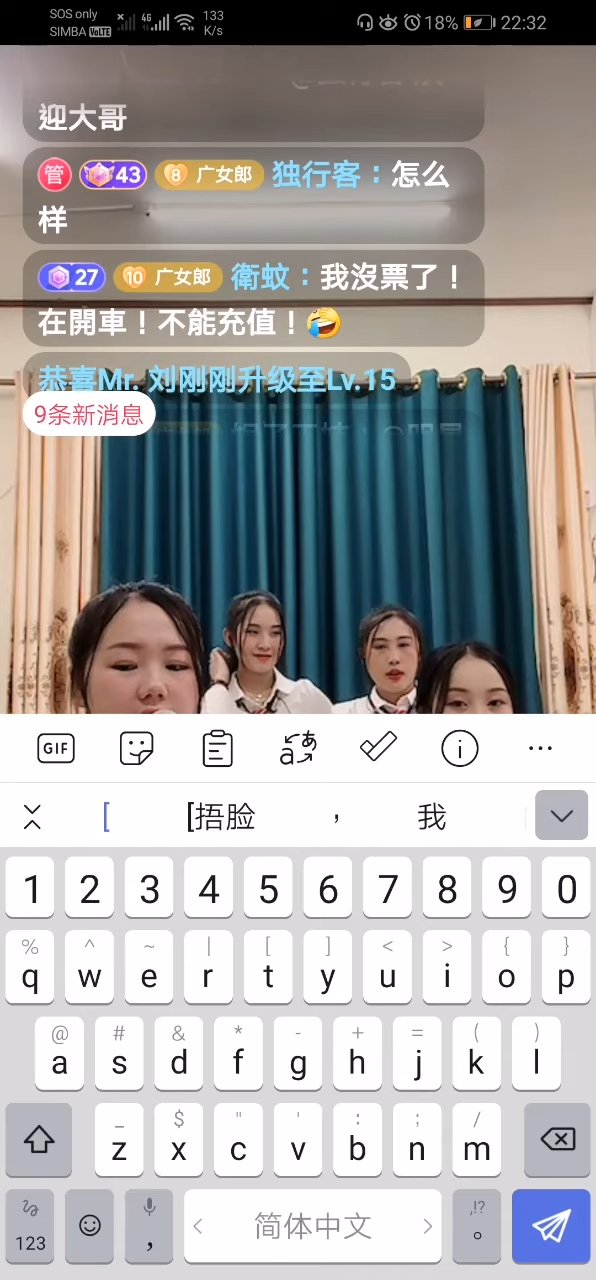 SOS only 4G 133 18% 22:32
SIMBA VoLTE K/s
迎大哥
管 43 8 广女郎 独行客：怎么
样
27 10 广女郎 衛蚊：我沒票了！
在開車！不能充值！🤣
恭喜Mr. 刘刚刚升级至Lv.15
9条新消息
GIF
[ [捂脸 ， 我
1 2 3 4 5 6 7 8 9 0
% ^ ~ | [ ] < > { }
q w e r t y u i o p
@ # & * - + = ( )
a s d f g h j k l
_ $ " ' : ; /
z x c v b n m
123 , 简体中文 ,!? 。